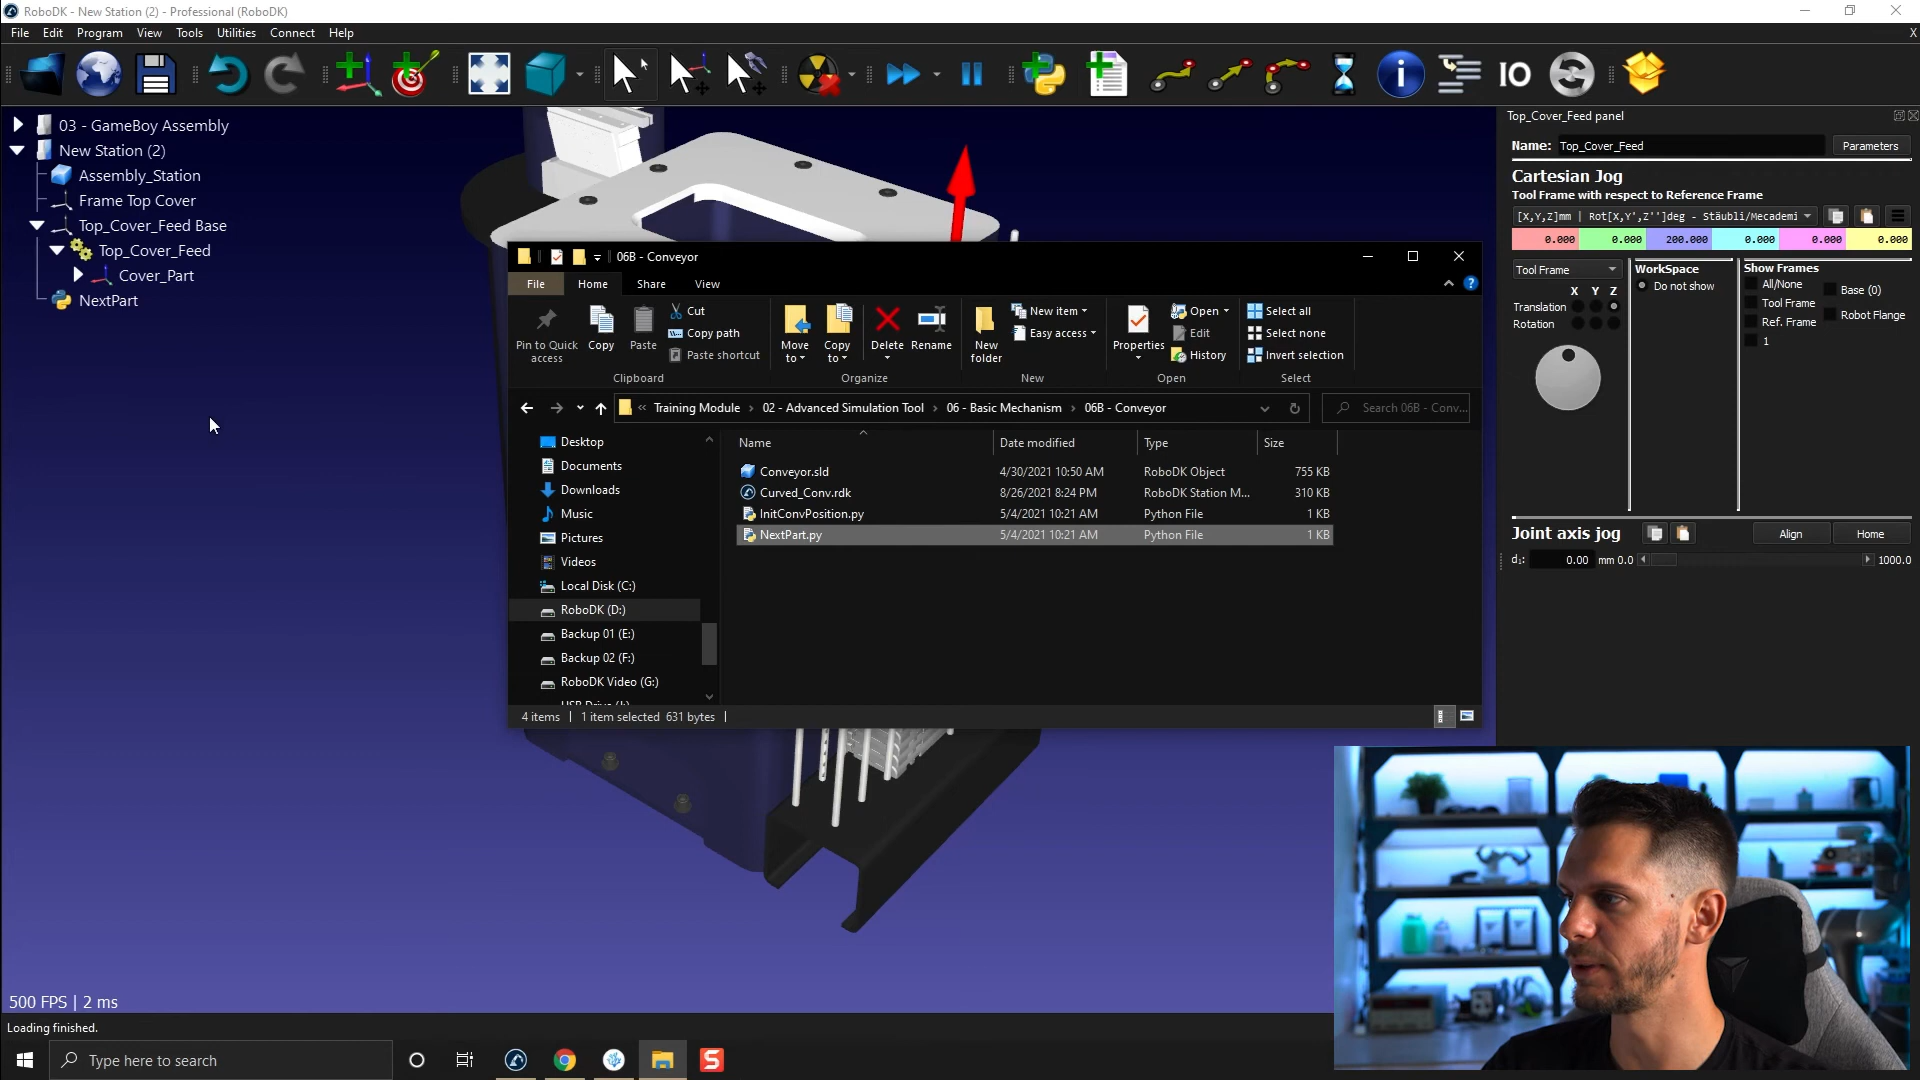 RoboDK - New Station (2) - Professional (RoboDK)
File Edit Program View Tools Utilities Connect Help X
IO
03 - GameBoy Assembly
New Station (2)
Assembly_Station
Frame Top Cover
Top_Cover_Feed Base
Top_Cover_Feed
Cover_Part
NextPart
06B - Conveyor
File Home Share View
Pin to Quick access
Copy
Paste
Cut
Copy path
Paste shortcut
Clipboard
Move to
Copy to
Delete
Rename
Organize
New folder
New item
Easy access
New
Properties
Open
Edit
History
Open
Select all
Select none
Invert selection
Select
« Training Module › 02 - Advanced Simulation Tool › 06 - Basic Mechanism › 06B - Conveyor
Search 06B - Conv...
Desktop
Documents
Downloads
Music
Pictures
Videos
Local Disk (C:)
RoboDK (D:)
Backup 01 (E:)
Backup 02 (F:)
RoboDK Video (G:)
Name Date modified Type Size
Conveyor.sld 4/30/2021 10:50 AM RoboDK Object 755 KB
Curved_Conv.rdk 8/26/2021 8:24 PM RoboDK Station M... 310 KB
InitConvPosition.py 5/4/2021 10:21 AM Python File 1 KB
NextPart.py 5/4/2021 10:21 AM Python File 1 KB
4 items 1 item selected 631 bytes
Top_Cover_Feed panel
Name: Top_Cover_Feed Parameters
Cartesian Jog
Tool Frame with respect to Reference Frame
[X,Y,Z]mm | Rot[X,Y',Z'']deg - Stäubli/Mecademi
0.000 0.000 200.000 0.000 0.000 0.000
Tool Frame
X Y Z
Translation
Rotation
WorkSpace
Do not show
Show Frames
All/None
Tool Frame
Ref. Frame
1
Base (0)
Robot Flange
Joint axis jog Align Home
d₁: 0.00 mm 0.0 1000.0
500 FPS | 2 ms
Loading finished.
Type here to search
S